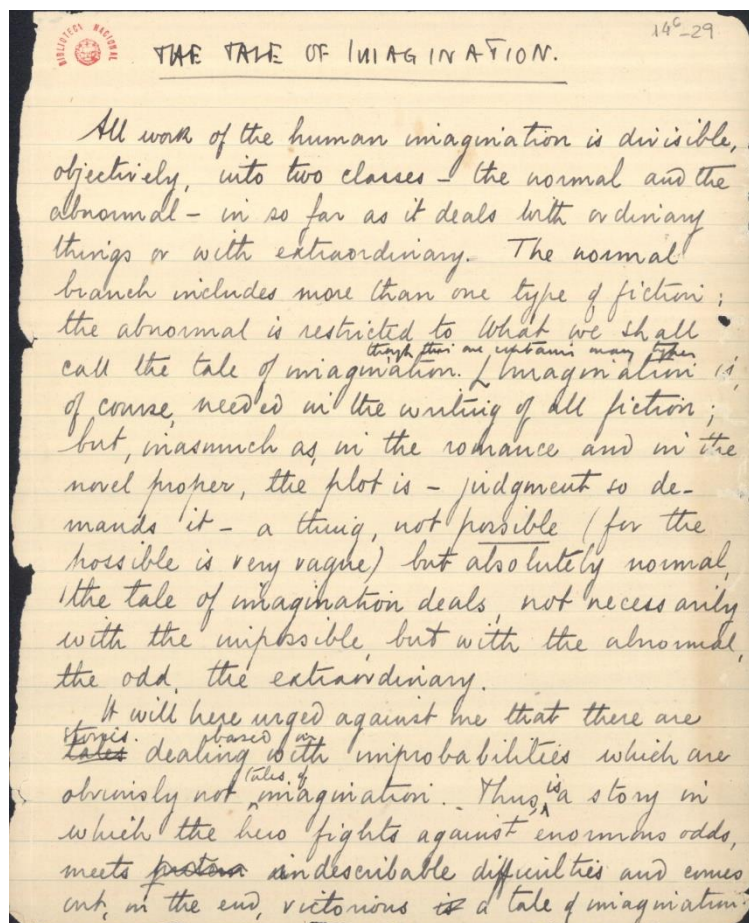 BIBLIOTECA NACIONAL
14C-29
THE TALE OF IMAGINATION.
All work of the human imagination is divisible,
objectively, into two classes - the normal and the
abnormal - in so far as it deals with ordinary
things or with extraordinary. The normal
branch includes more than one type of fiction;
the abnormal is restricted to what we shall
though this one contains many types
call the tale of imagination. [Imagination is,
of course, needed in the writing of all fiction;
but, inasmuch as, in the romance and in the
novel proper, the plot is - judgment so de-
mands it - a thing, not possible (for the
possible is very vague) but absolutely normal,
the tale of imagination deals, not necessarily
with the impossible, but with the abnormal,
the odd, the extraordinary.
It will here urged against me that there are
stories. based on
tales dealing with improbabilities which are
tales of
obviously not imagination. Thus, is a story in
which the hero fights against enormous odds,
meets indescribable difficulties and comes
out, in the end, victorious is a tale of imagination.